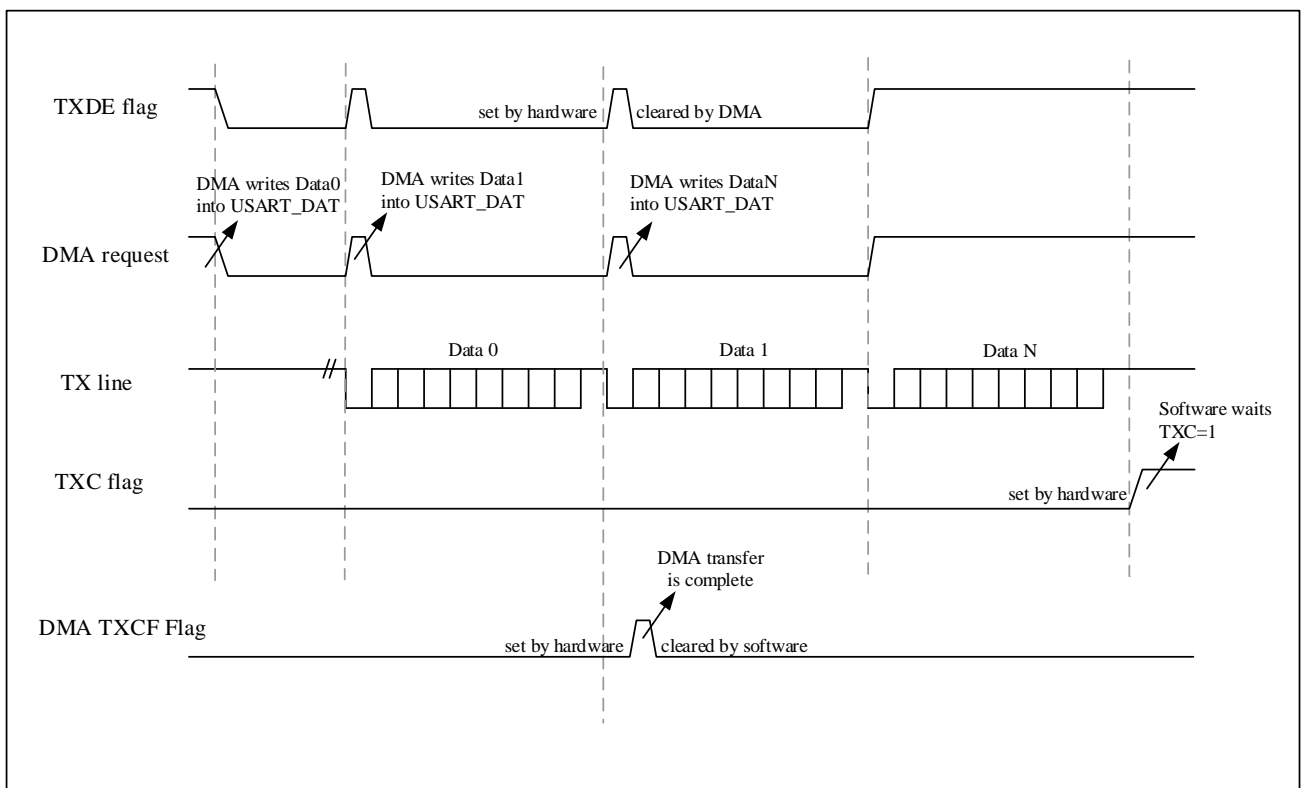 TXDE flag
set by hardware
cleared by DMA
DMA writes Data0
into USART_DAT
DMA writes Data1
into USART_DAT
DMA writes DataN
into USART_DAT
DMA request
Data 0
Data 1
Data N
TX line
Software waits
TXC=1
TXC flag
set by hardware
DMA transfer
is complete
DMA TXCF Flag
set by hardware
cleared by software